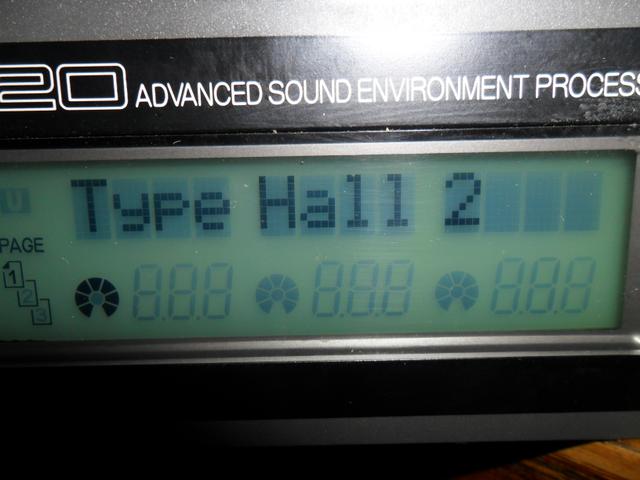 20 ADVANCED SOUND ENVIRONMENT PROCESS
Type Hall 2
PAGE
1
2
3